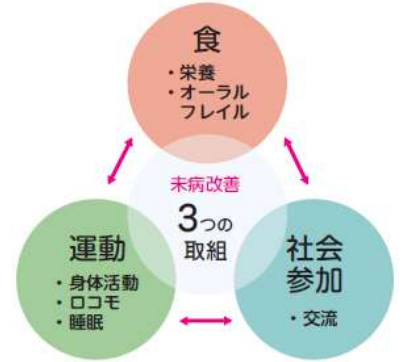 食
・栄養
・オーラル
フレイル
未病改善
3つの
取組
運動
・身体活動
・ロコモ
・睡眠
社会
参加
・交流